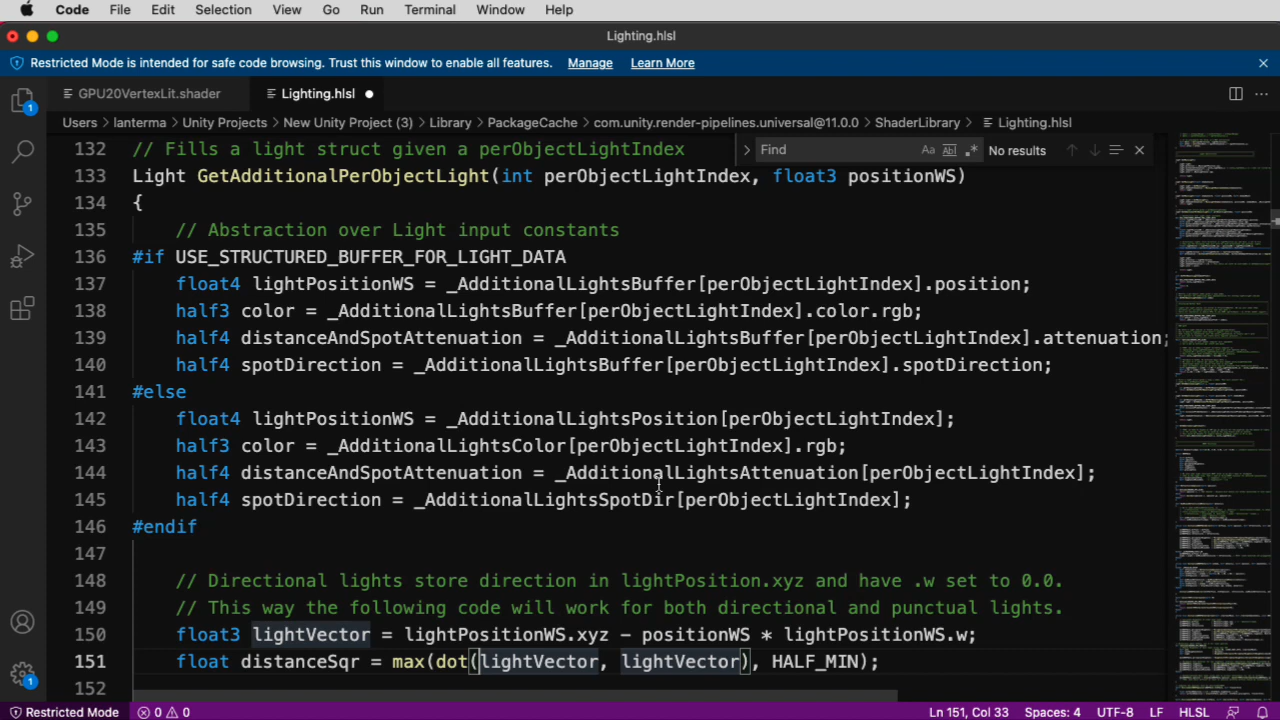 Code File Edit Selection View Go Run Terminal Window Help
Lighting.hlsl
Restricted Mode is intended for safe code browsing. Trust this window to enable all features. Manage Learn More
GPU20VertexLit.shader Lighting.hlsl
Users › lanterma › Unity Projects › New Unity Project (3) › Library › PackageCache › com.unity.render-pipelines.universal@11.0.0 › ShaderLibrary › Lighting.hlsl
Find Aa ab .* No results
132 // Fills a light struct given a perObjectLightIndex
133 Light GetAdditionalPerObjectLight(int perObjectLightIndex, float3 positionWS)
134 {
135 // Abstraction over Light input constants
136 #if USE_STRUCTURED_BUFFER_FOR_LIGHT_DATA
137 float4 lightPositionWS = _AdditionalLightsBuffer[perObjectLightIndex].position;
138 half3 color = _AdditionalLightsBuffer[perObjectLightIndex].color.rgb;
139 half4 distanceAndSpotAttenuation = _AdditionalLightsBuffer[perObjectLightIndex].attenuation;
140 half4 spotDirection = _AdditionalLightsBuffer[perObjectLightIndex].spotDirection;
141 #else
142 float4 lightPositionWS = _AdditionalLightsPosition[perObjectLightIndex];
143 half3 color = _AdditionalLightsColor[perObjectLightIndex].rgb;
144 half4 distanceAndSpotAttenuation = _AdditionalLightsAttenuation[perObjectLightIndex];
145 half4 spotDirection = _AdditionalLightsSpotDir[perObjectLightIndex];
146 #endif
147
148 // Directional lights store direction in lightPosition.xyz and have .w set to 0.0.
149 // This way the following code will work for both directional and punctual lights.
150 float3 lightVector = lightPositionWS.xyz - positionWS * lightPositionWS.w;
151 float distanceSqr = max(dot(lightVector, lightVector), HALF_MIN);
152
1
1
Restricted Mode 0 0 Ln 151, Col 33 Spaces: 4 UTF-8 LF HLSL